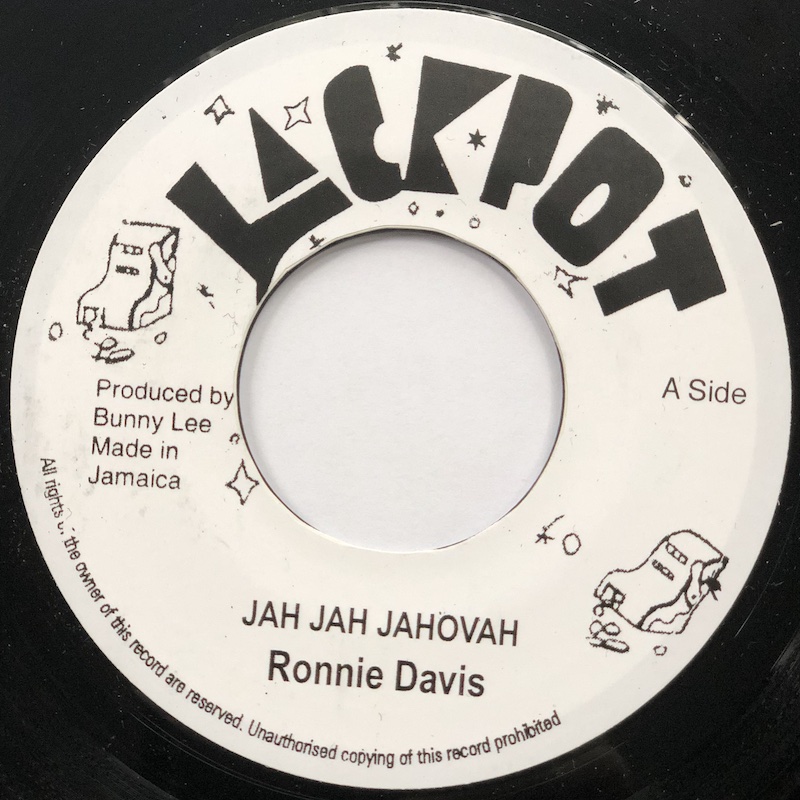 JACKPOT
A Side
Produced by
Bunny Lee
Made in
Jamaica
JAH JAH JAHOVAH
Ronnie Davis
All rights the owner of this record are reserved. Unauthorised copying of this record prohibited